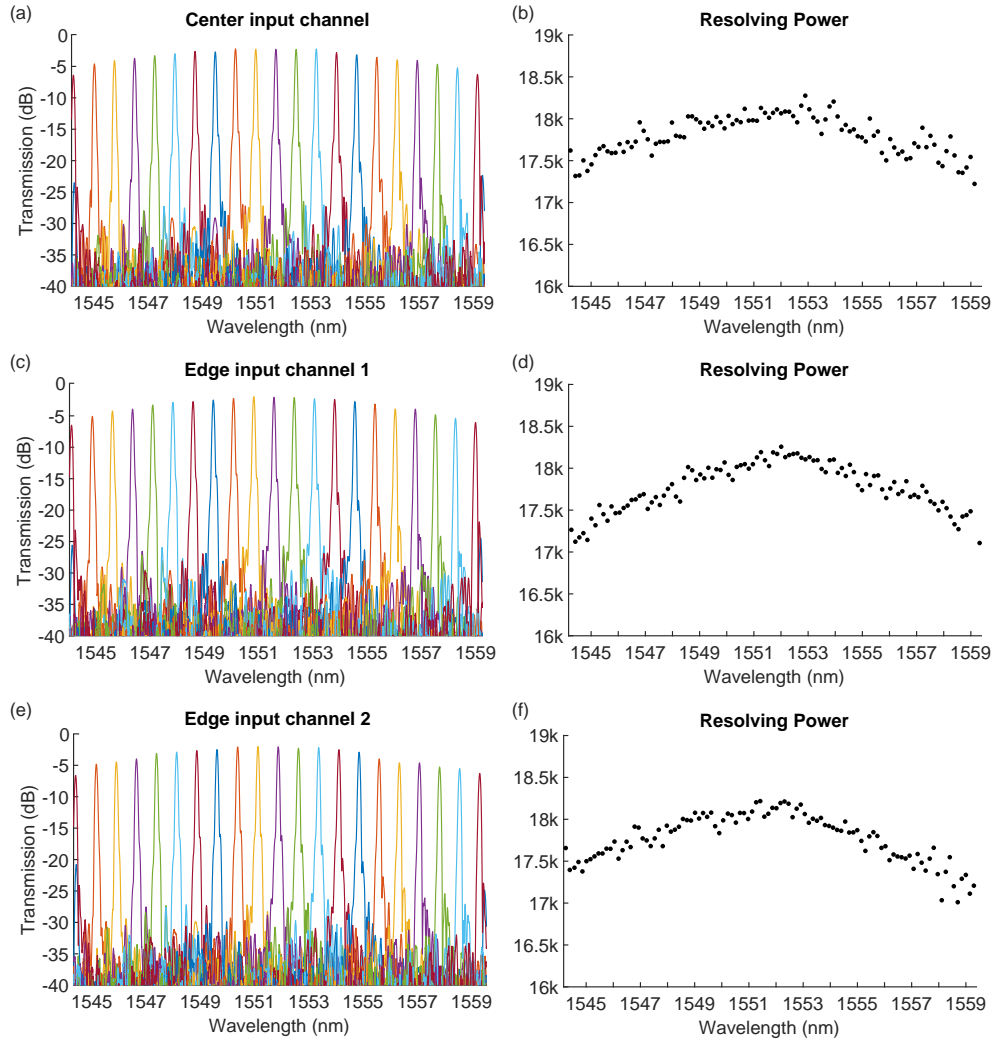 (a)
Center input channel
0
-5
-10
-15
-20
-25
-30
-35
-40
Transmission (dB)
1545 1547 1549 1551 1553 1555 1557 1559
Wavelength (nm)
(b)
Resolving Power
19k
18.5k
18k
17.5k
17k
16.5k
16k
1545 1547 1549 1551 1553 1555 1557 1559
Wavelength (nm)
(c)
Edge input channel 1
0
-5
-10
-15
-20
-25
-30
-35
-40
Transmission (dB)
1545 1547 1549 1551 1553 1555 1557 1559
Wavelength (nm)
(d)
Resolving Power
19k
18.5k
18k
17.5k
17k
16.5k
16k
1545 1547 1549 1551 1553 1555 1557 1559
Wavelength (nm)
(e)
Edge input channel 2
0
-5
-10
-15
-20
-25
-30
-35
-40
Transmission (dB)
1545 1547 1549 1551 1553 1555 1557 1559
Wavelength (nm)
(f)
Resolving Power
19k
18.5k
18k
17.5k
17k
16.5k
16k
1545 1547 1549 1551 1553 1555 1557 1559
Wavelength (nm)